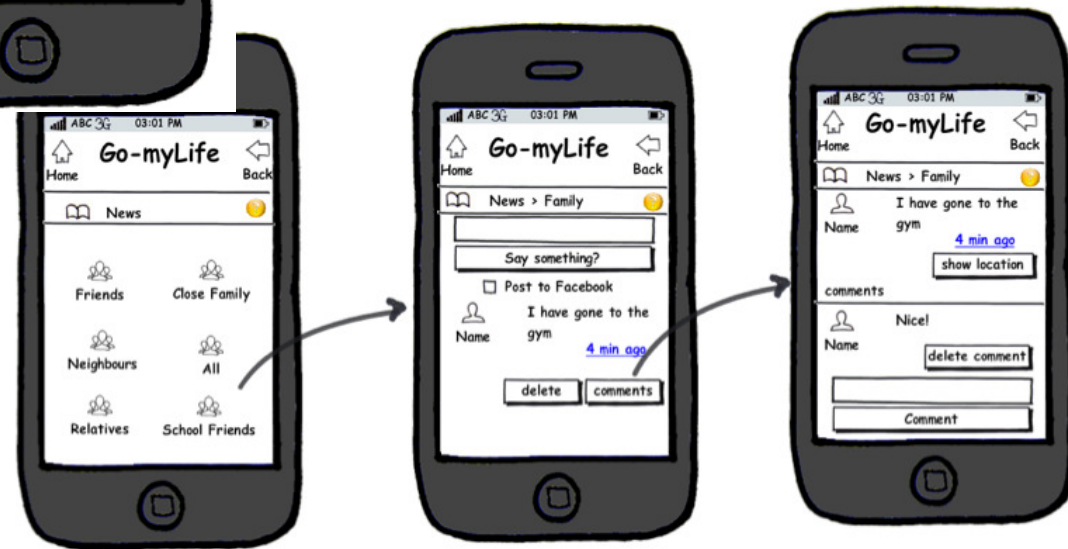 ABC 3G 03:01 PM
Go-myLife
Home
Back
News
Friends
Close Family
Neighbours
All
Relatives
School Friends
ABC 3G 03:01 PM
Go-myLife
Home
Back
News > Family
Say something?
Post to Facebook
I have gone to the
Name
gym
4 min ago
delete
comments
ABC 3G 03:01 PM
Go-myLife
Home
Back
News > Family
I have gone to the
Name
gym
4 min ago
show location
comments
Nice!
Name
delete comment
Comment